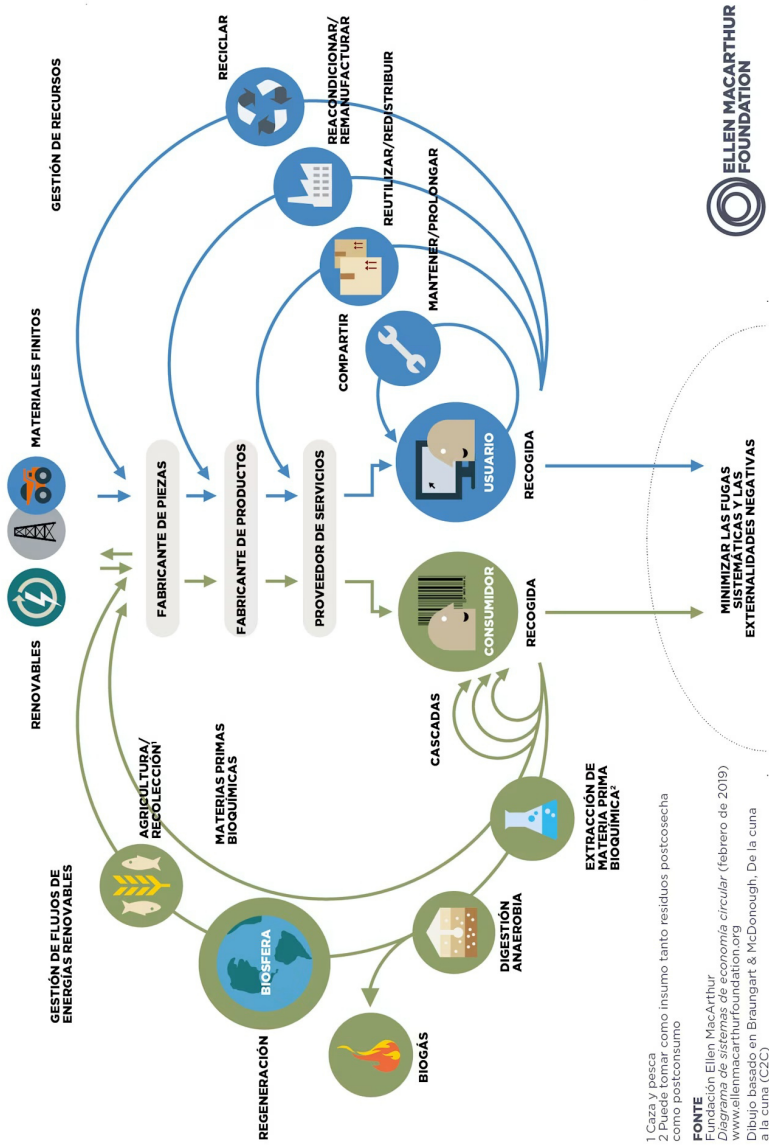 RENOVABLES
MATERIALES FINITOS
GESTIÓN DE FLUJOS DE
ENERGÍAS RENOVABLES
GESTIÓN DE RECURSOS
AGRICULTURA/
RECOLECCIÓN¹
REGENERACIÓN
BIOSFERA
MATERIAS PRIMAS
BIOQUÍMICAS
FABRICANTE DE PIEZAS
FABRICANTE DE PRODUCTOS
PROVEEDOR DE SERVICIOS
RECICLAR
REACONDICIONAR/
REMANUFACTURAR
REUTILIZAR/REDISTRIBUIR
COMPARTIR
MANTENER/PROLONGAR
BIOGÁS
CASCADAS
CONSUMIDOR
USUARIO
DIGESTIÓN
ANAEROBIA
RECOGIDA
RECOGIDA
EXTRACCIÓN DE
MATERIA PRIMA
BIOQUÍMICA²
MINIMIZAR LAS FUGAS
SISTEMÁTICAS Y LAS
EXTERNALIDADES NEGATIVAS
1 Caza y pesca
2 Puede tomar como insumo tanto residuos postcosecha
como postconsumo
FONTE
Fundación Ellen MacArthur
Diagrama de sistemas de economía circular (febrero de 2019)
www.ellenmacarthurfoundation.org
Dibujo basado en Braungart & McDonough, De la cuna
a la cuna (C2C)
ELLEN MACARTHUR
FOUNDATION